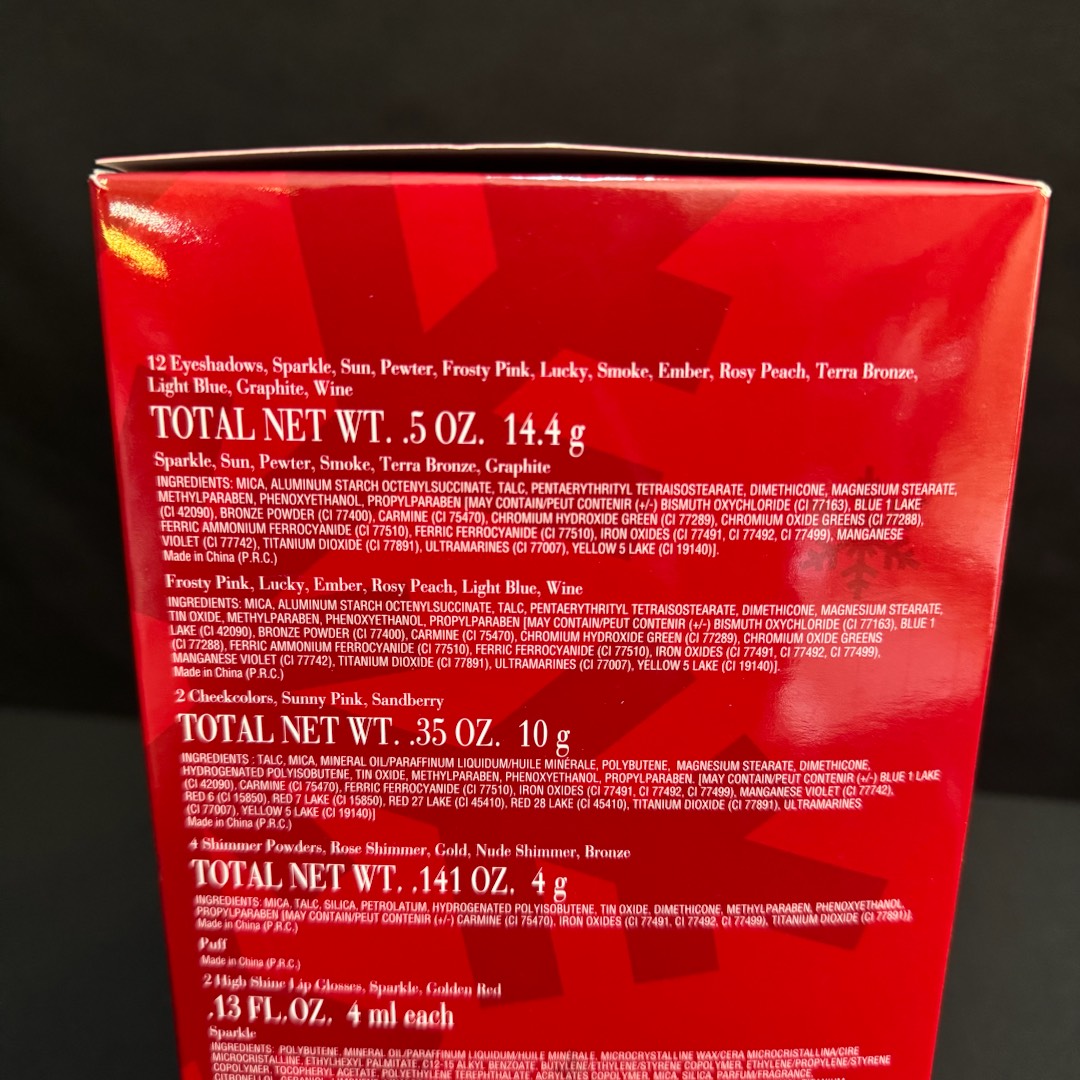 12 Eyeshadows, Sparkle, Sun, Pewter, Frosty Pink, Lucky, Smoke, Ember, Rosy Peach, Terra Bronze,
Light Blue, Graphite, Wine
TOTAL NET WT. .5 OZ. 14.4 g
Sparkle, Sun, Pewter, Smoke, Terra Bronze, Graphite
INGREDIENTS: MICA, ALUMINUM STARCH OCTENYLSUCCINATE, TALC, PENTAERYTHRITYL TETRAISOSTEARATE, DIMETHICONE, MAGNESIUM STEARATE,
METHYLPARABEN, PHENOXYETHANOL, PROPYLPARABEN [MAY CONTAIN/PEUT CONTENIR (+/-) BISMUTH OXYCHLORIDE (CI 77163), BLUE 1 LAKE
(CI 42090), BRONZE POWDER (CI 77400), CARMINE (CI 75470), CHROMIUM HYDROXIDE GREEN (CI 77289), CHROMIUM OXIDE GREENS (CI 77288),
FERRIC AMMONIUM FERROCYANIDE (CI 77510), FERRIC FERROCYANIDE (CI 77510), IRON OXIDES (CI 77491, CI 77492, CI 77499), MANGANESE
VIOLET (CI 77742), TITANIUM DIOXIDE (CI 77891), ULTRAMARINES (CI 77007), YELLOW 5 LAKE (CI 19140)].
Made in China (P.R.C.)
Frosty Pink, Lucky, Ember, Rosy Peach, Light Blue, Wine
INGREDIENTS: MICA, ALUMINUM STARCH OCTENYLSUCCINATE, TALC, PENTAERYTHRITYL TETRAISOSTEARATE, DIMETHICONE, MAGNESIUM STEARATE,
TIN OXIDE, METHYLPARABEN, PHENOXYETHANOL, PROPYLPARABEN [MAY CONTAIN/PEUT CONTENIR (+/-) BISMUTH OXYCHLORIDE (CI 77163), BLUE 1
LAKE (CI 42090), BRONZE POWDER (CI 77400), CARMINE (CI 75470), CHROMIUM HYDROXIDE GREEN (CI 77289), CHROMIUM OXIDE GREENS
(CI 77288), FERRIC AMMONIUM FERROCYANIDE (CI 77510), FERRIC FERROCYANIDE (CI 77510), IRON OXIDES (CI 77491, CI 77492, CI 77499),
MANGANESE VIOLET (CI 77742), TITANIUM DIOXIDE (CI 77891), ULTRAMARINES (CI 77007), YELLOW 5 LAKE (CI 19140)].
Made in China (P.R.C.)
2 Cheekcolors, Sunny Pink, Sandberry
TOTAL NET WT. .35 OZ. 10 g
INGREDIENTS : TALC, MICA, MINERAL OIL/PARAFFINUM LIQUIDUM/HUILE MINÉRALE, POLYBUTENE, MAGNESIUM STEARATE, DIMETHICONE,
HYDROGENATED POLYISOBUTENE, TIN OXIDE, METHYLPARABEN, PHENOXYETHANOL, PROPYLPARABEN. [MAY CONTAIN/PEUT CONTENIR (+/-) BLUE 1 LAKE
(CI 42090), CARMINE (CI 75470), FERRIC FERROCYANIDE (CI 77510), IRON OXIDES (CI 77491, CI 77492, CI 77499), MANGANESE VIOLET (CI 77742),
RED 6 (CI 15850), RED 7 LAKE (CI 15850), RED 27 LAKE (CI 45410), RED 28 LAKE (CI 45410), TITANIUM DIOXIDE (CI 77891), ULTRAMARINES
(CI 77007), YELLOW 5 LAKE (CI 19140)]
Made in China (P.R.C.)
4 Shimmer Powders, Rose Shimmer, Gold, Nude Shimmer, Bronze
TOTAL NET WT. .141 OZ. 4 g
INGREDIENTS: MICA, TALC, SILICA, PETROLATUM, HYDROGENATED POLYISOBUTENE, TIN OXIDE, DIMETHICONE, METHYLPARABEN, PHENOXYETHANOL,
PROPYLPARABEN [MAY CONTAIN/PEUT CONTENIR (+/-) CARMINE (CI 75470), IRON OXIDES (CI 77491, CI 77492, CI 77499), TITANIUM DIOXIDE (CI 77891)].
Made in China (P.R.C.)
Puff
Made in China (P.R.C.)
2 High Shine Lip Glosses, Sparkle, Golden Red
.13 FL.OZ. 4 ml each
Sparkle
INGREDIENTS: POLYBUTENE, MINERAL OIL/PARAFFINUM LIQUIDUM/HUILE MINÉRALE, MICROCRYSTALLINE WAX/CERA MICROCRISTALLINA/CIRE
MICROCRISTALLINE, ETHYLHEXYL PALMITATE, C12-15 ALKYL BENZOATE, BUTYLENE/ETHYLENE/STYRENE COPOLYMER, ETHYLENE/PROPYLENE/STYRENE
COPOLYMER, TOCOPHERYL ACETATE, POLYETHYLENE TEREPHTHALATE, ACRYLATES COPOLYMER, MICA, SILICA, PARFUM/FRAGRANCE,